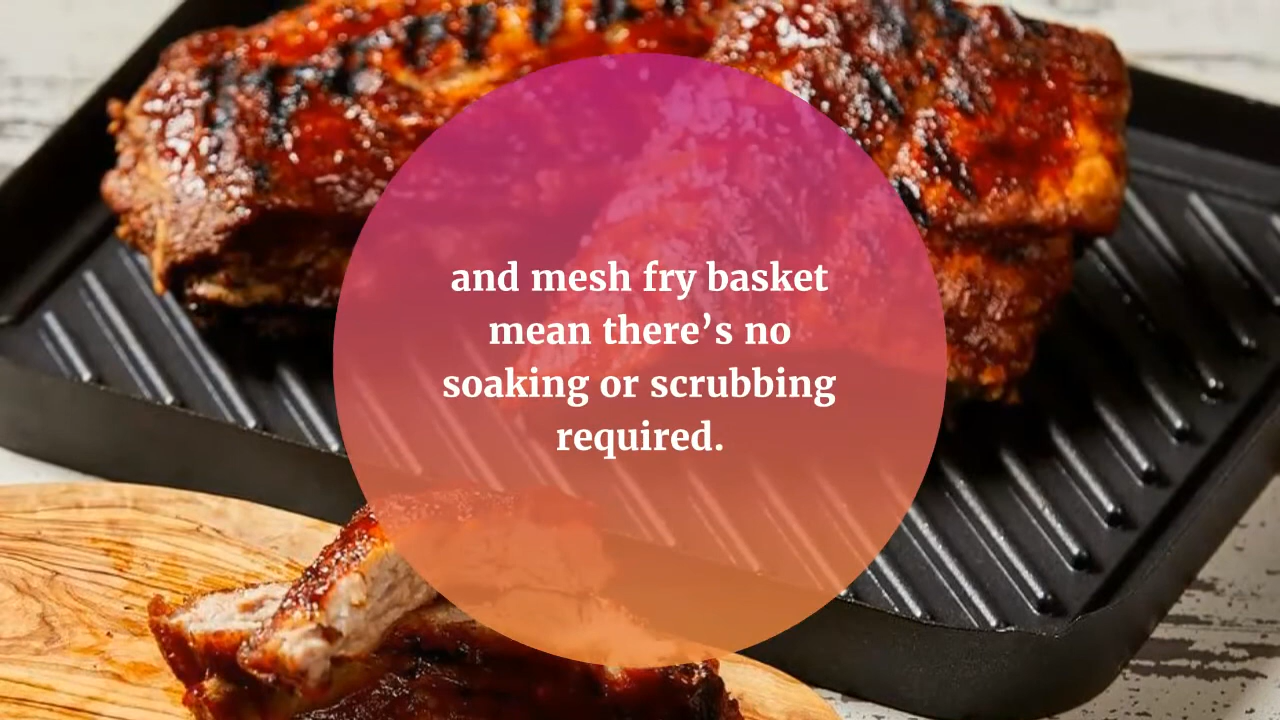 and mesh fry basket
mean there’s no
soaking or scrubbing
required.